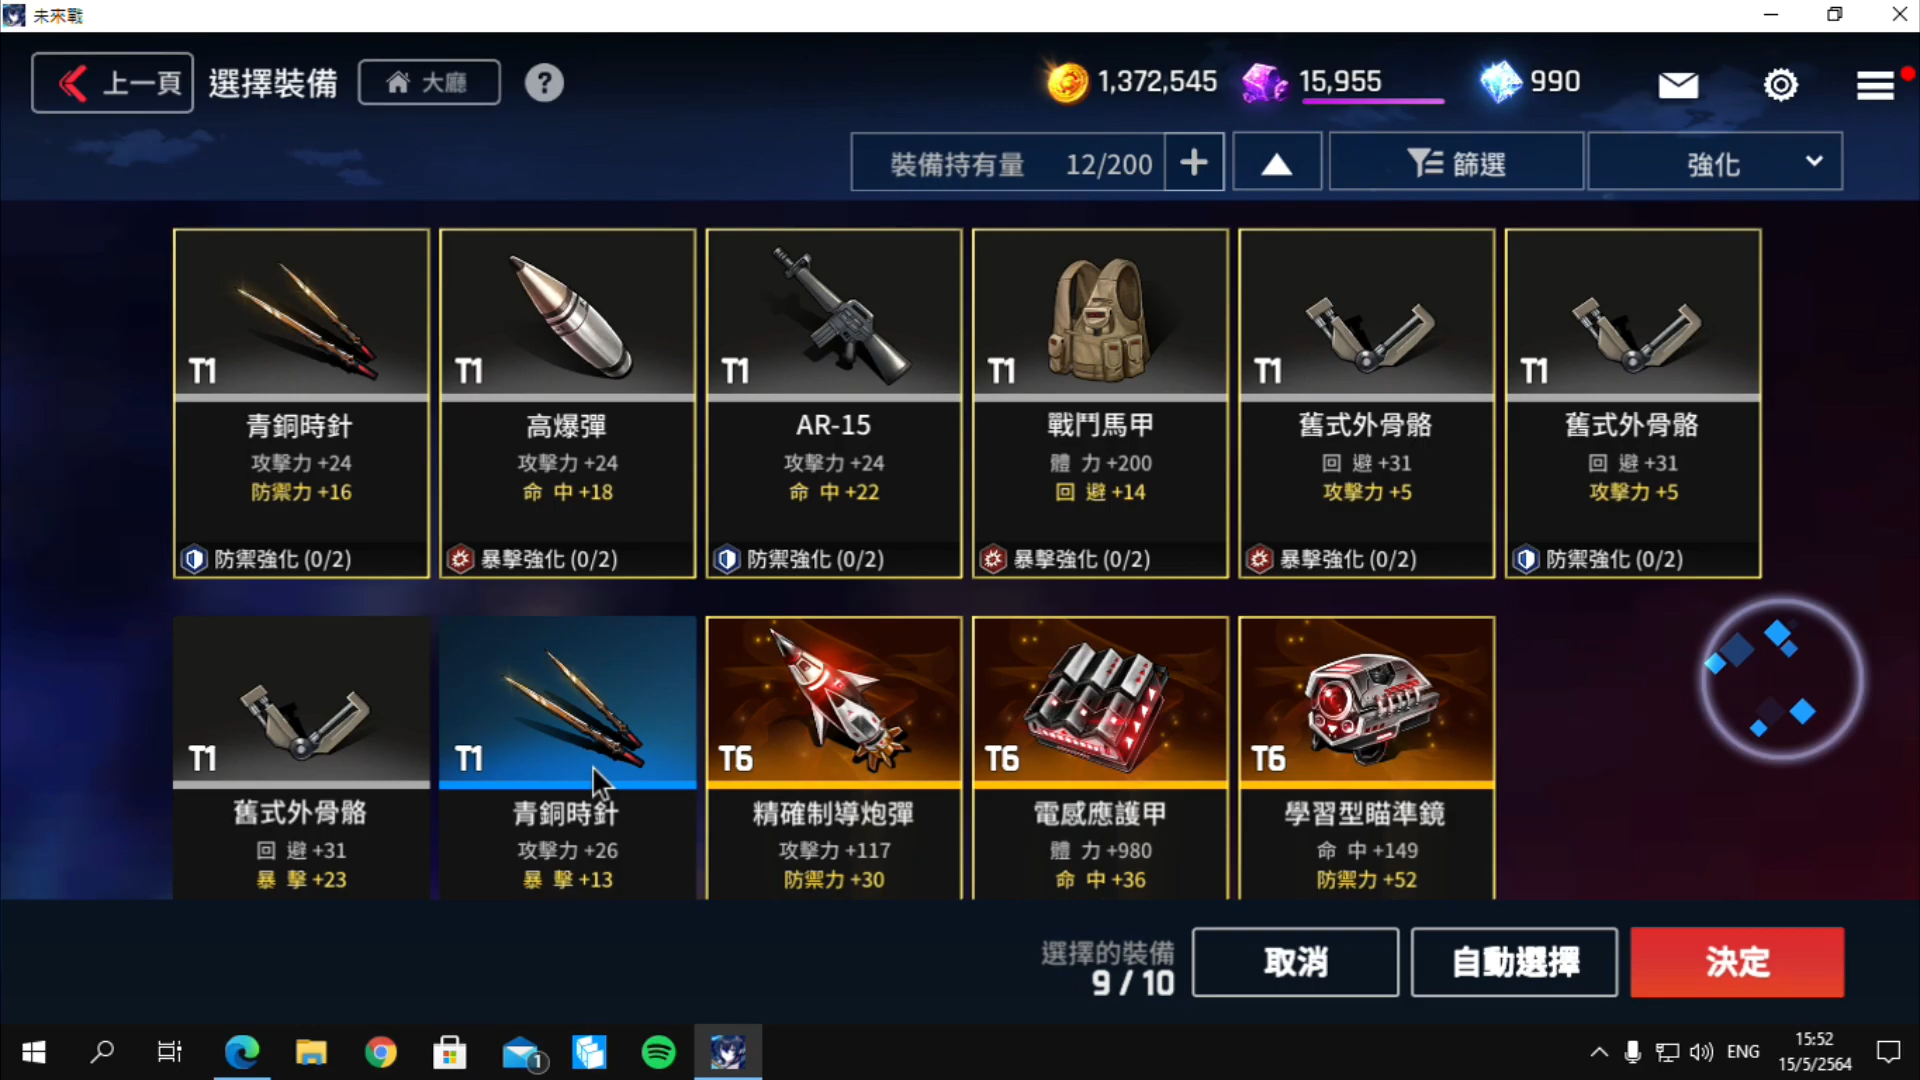 未來戰
上一頁
選擇裝備
大廳
?
1,372,545
15,955
990
裝備持有量 12/200 +
篩選
強化
T1
青銅時針
攻擊力 +24
防禦力 +16
防禦強化 (0/2)
T1
高爆彈
攻擊力 +24
命 中 +18
暴擊強化 (0/2)
T1
AR-15
攻擊力 +24
命 中 +22
防禦強化 (0/2)
T1
戰鬥馬甲
體 力 +200
回 避 +14
暴擊強化 (0/2)
T1
舊式外骨骼
回 避 +31
攻擊力 +5
暴擊強化 (0/2)
T1
舊式外骨骼
回 避 +31
攻擊力 +5
防禦強化 (0/2)
T1
舊式外骨骼
回 避 +31
暴 擊 +23
T1
青銅時針
攻擊力 +26
暴 擊 +13
T6
精確制導炮彈
攻擊力 +117
防禦力 +30
T6
電感應護甲
體 力 +980
命 中 +36
T6
學習型瞄準鏡
命 中 +149
防禦力 +52
選擇的裝備
9 / 10
取消
自動選擇
決定
1
ENG
15:52
15/5/2564